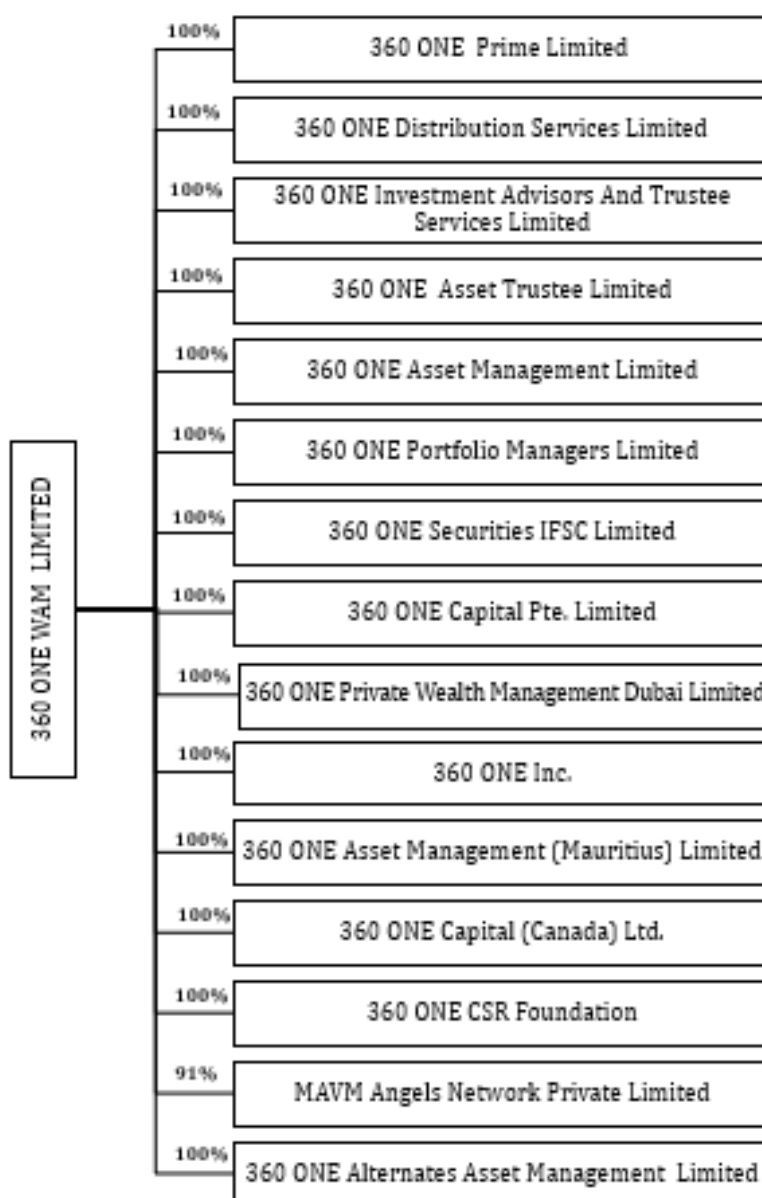 100%
360 ONE Prime Limited
100%
360 ONE Distribution Services Limited
100%
360 ONE Investment Advisors And Trustee
Services Limited
100%
360 ONE Asset Trustee Limited
100%
360 ONE Asset Management Limited
100%
360 ONE Portfolio Managers Limited
360 ONE WAM LIMITED
100%
360 ONE Securities IFSC Limited
100%
360 ONE Capital Pte. Limited
100%
360 ONE Private Wealth Management Dubai Limited
100%
360 ONE Inc.
100%
360 ONE Asset Management (Mauritius) Limited
100%
360 ONE Capital (Canada) Ltd.
100%
360 ONE CSR Foundation
91%
MAVM Angels Network Private Limited
100%
360 ONE Alternates Asset Management Limited